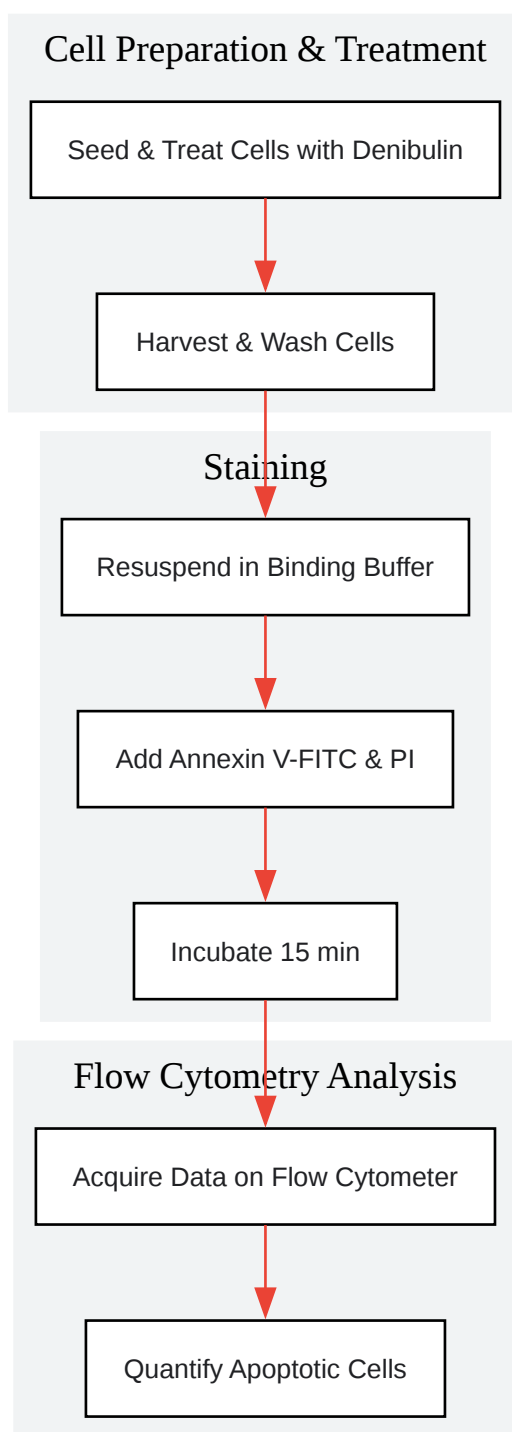 Cell Preparation & Treatment
Seed & Treat Cells with Denibulin
Harvest & Wash Cells
Staining
Resuspend in Binding Buffer
Add Annexin V-FITC & PI
Incubate 15 min
Flow Cytometry Analysis
Acquire Data on Flow Cytometer
Quantify Apoptotic Cells